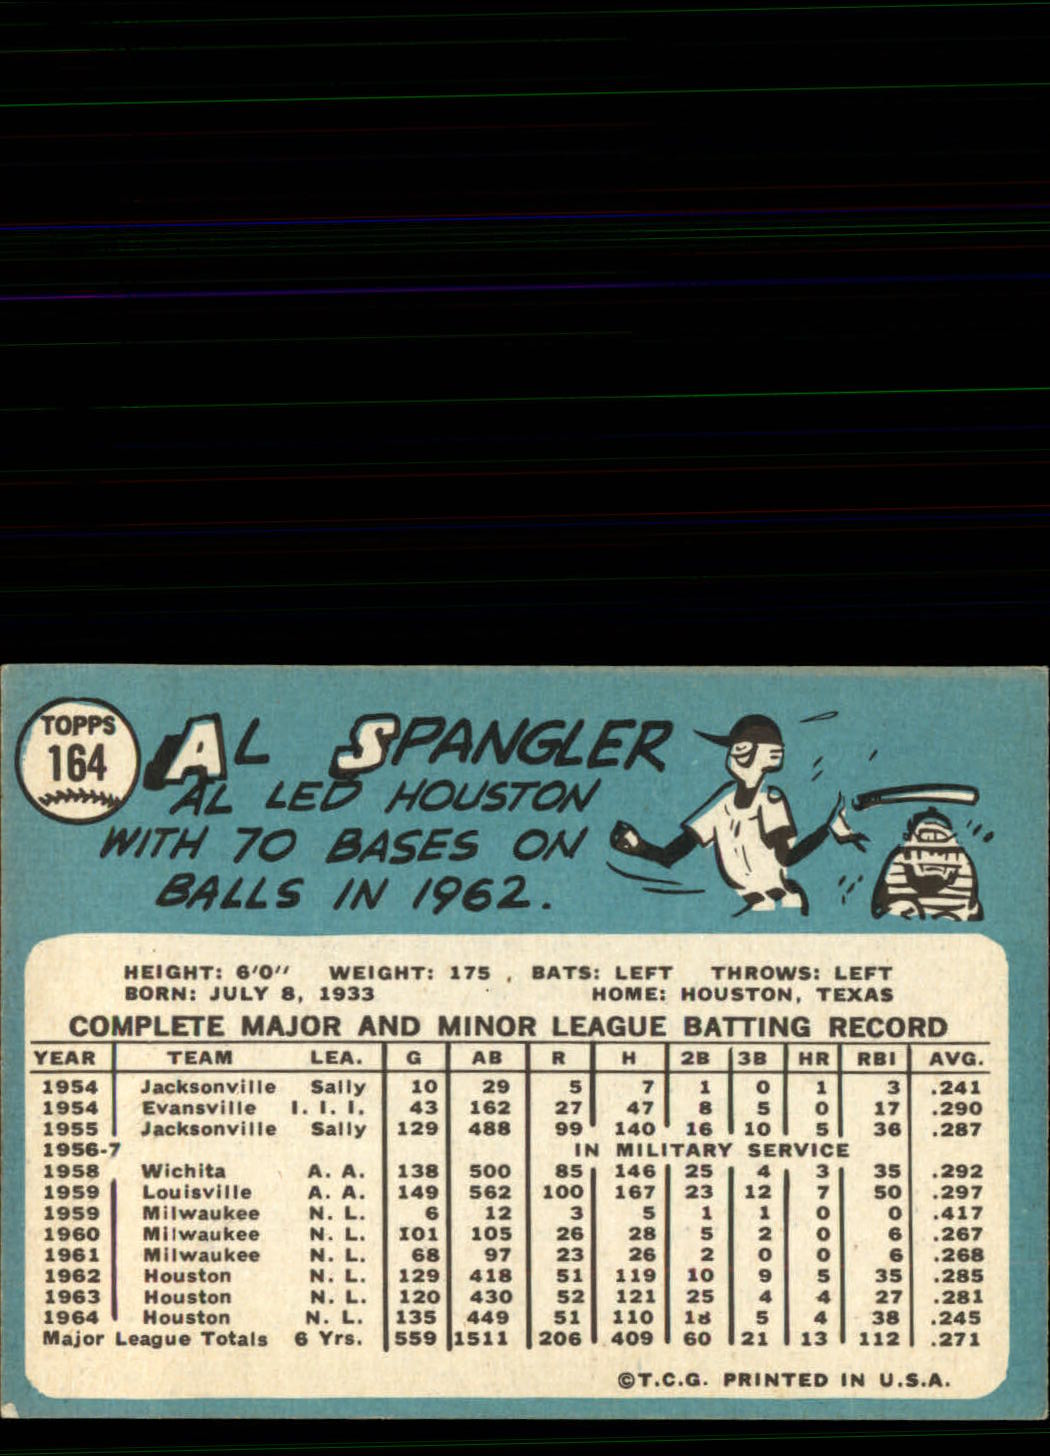 TOPPS
164
AL SPANGLER
AL LED HOUSTON
WITH 70 BASES ON
BALLS IN 1962.
HEIGHT: 6'0" WEIGHT: 175 , BATS: LEFT THROWS: LEFT
BORN: JULY 8, 1933 HOME: HOUSTON, TEXAS
COMPLETE MAJOR AND MINOR LEAGUE BATTING RECORD
YEAR TEAM LEA. G AB R H 2B 3B HR RBI AVG.
1954 Jacksonville Sally 10 29 5 7 1 0 1 3 .241
1954 Evansville I. I. I. 43 162 27 47 8 5 0 17 .290
1955 Jacksonville Sally 129 488 99 140 16 10 5 36 .287
1956-7 IN MILITARY SERVICE
1958 Wichita A. A. 138 500 85 146 25 4 3 35 .292
1959 Louisville A. A. 149 562 100 167 23 12 7 50 .297
1959 Milwaukee N. L. 6 12 3 5 1 1 0 0 .417
1960 Milwaukee N. L. 101 105 26 28 5 2 0 6 .267
1961 Milwaukee N. L. 68 97 23 26 2 0 0 6 .268
1962 Houston N. L. 129 418 51 119 10 9 5 35 .285
1963 Houston N. L. 120 430 52 121 25 4 4 27 .281
1964 Houston N. L. 135 449 51 110 18 5 4 38 .245
Major League Totals 6 Yrs. 559 1511 206 409 60 21 13 112 .271
©T.C.G. PRINTED IN U.S.A.